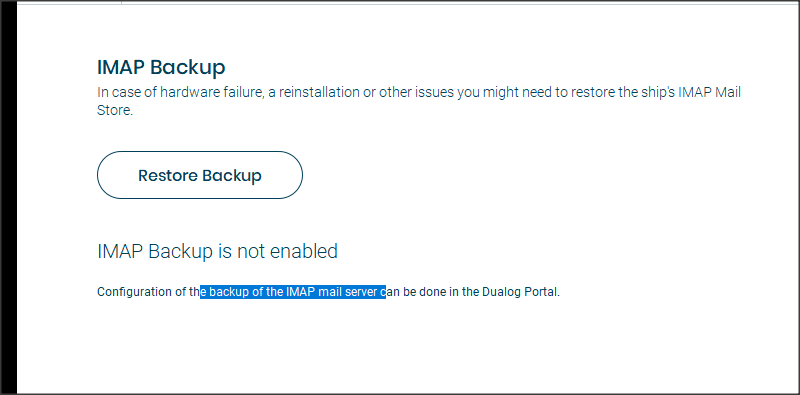 IMAP Backup
In case of hardware failure, a reinstallation or other issues you might need to restore the ship's IMAP Mail
Store.
Restore Backup
IMAP Backup is not enabled
Configuration of the backup of the IMAP mail server can be done in the Dualog Portal.